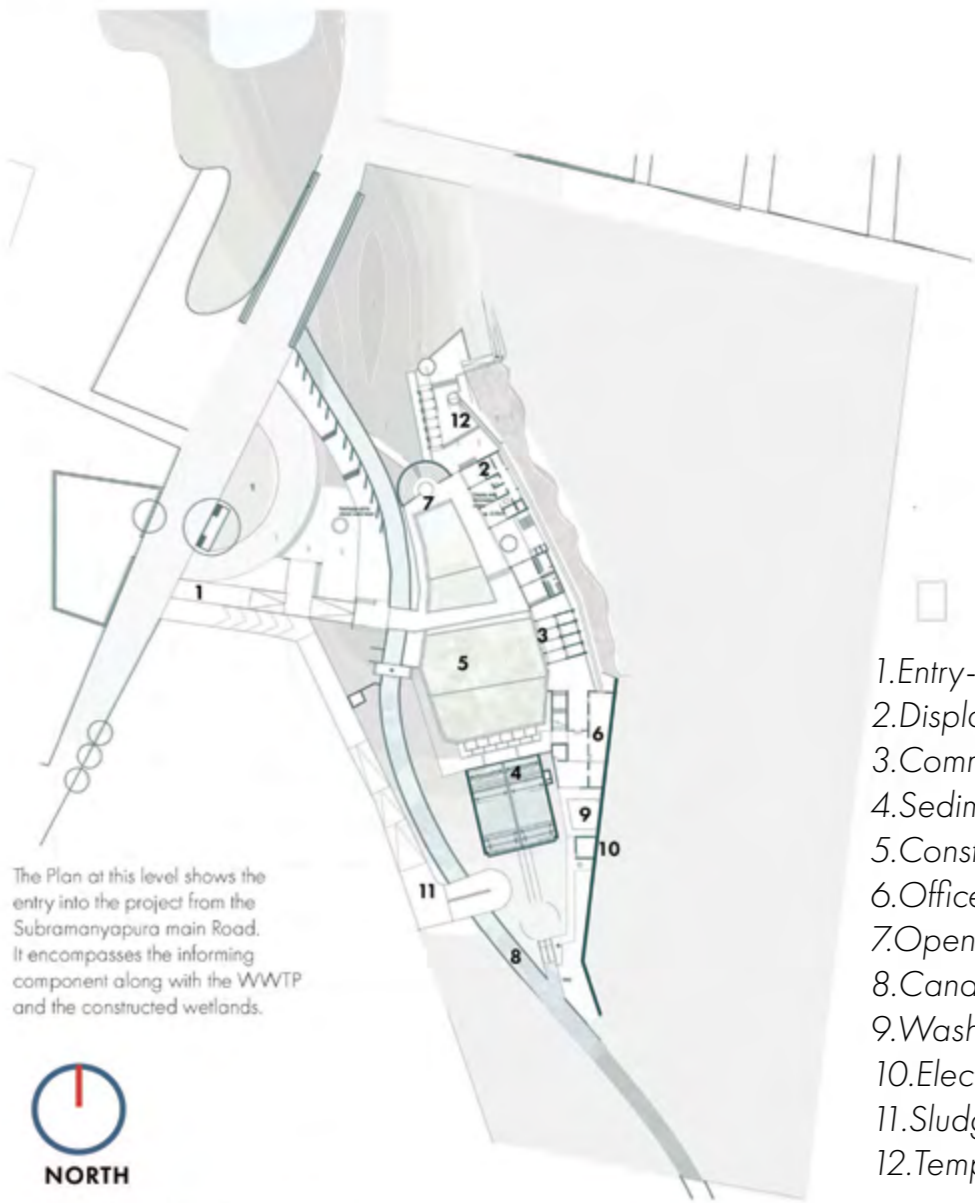 12
2
7
1
3
5
6
4
9
10
11
8
The Plan at this level shows the
entry into the project from the
Subramanyapura main Road.
It encompasses the informing
component along with the WWTP
and the constructed wetlands.
NORTH
1.Entry-
2.Displa
3.Comm
4.Sedim
5.Const
6.Office
7.Open
8.Cana
9.Wash
10.Elec
11.Sludg
12.Temp